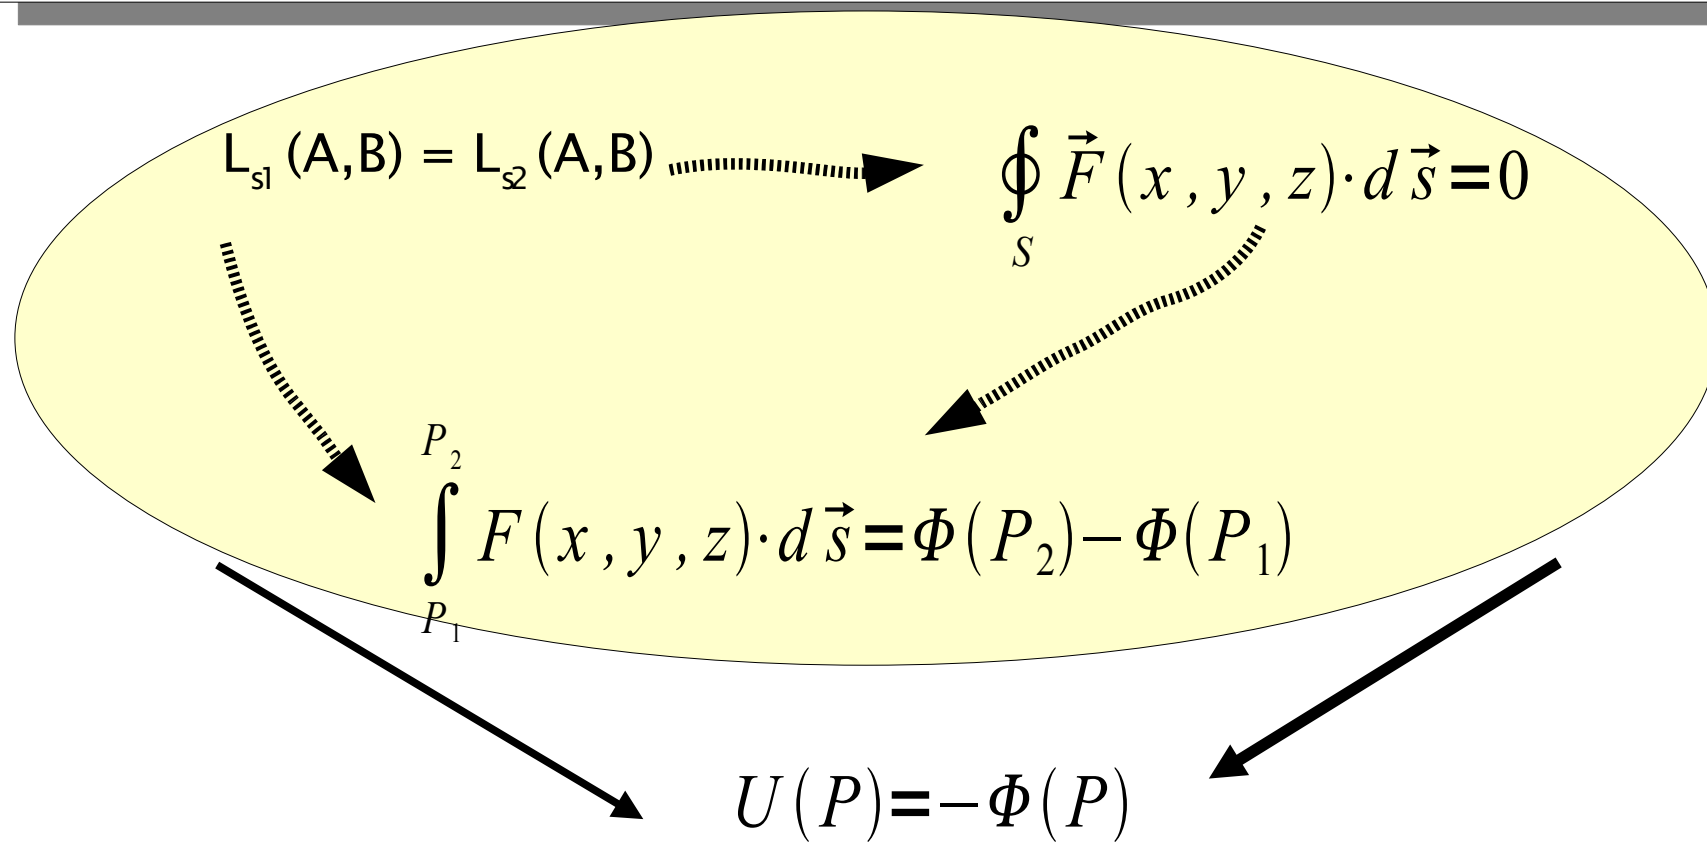 L_s1 (A,B) = L_s2 (A,B)
∮_S F⃗(x, y, z)·d s⃗ = 0
∫_{P_1}^{P_2} F(x, y, z)·d s⃗ = Φ(P_2) − Φ(P_1)
U(P) = −Φ(P)